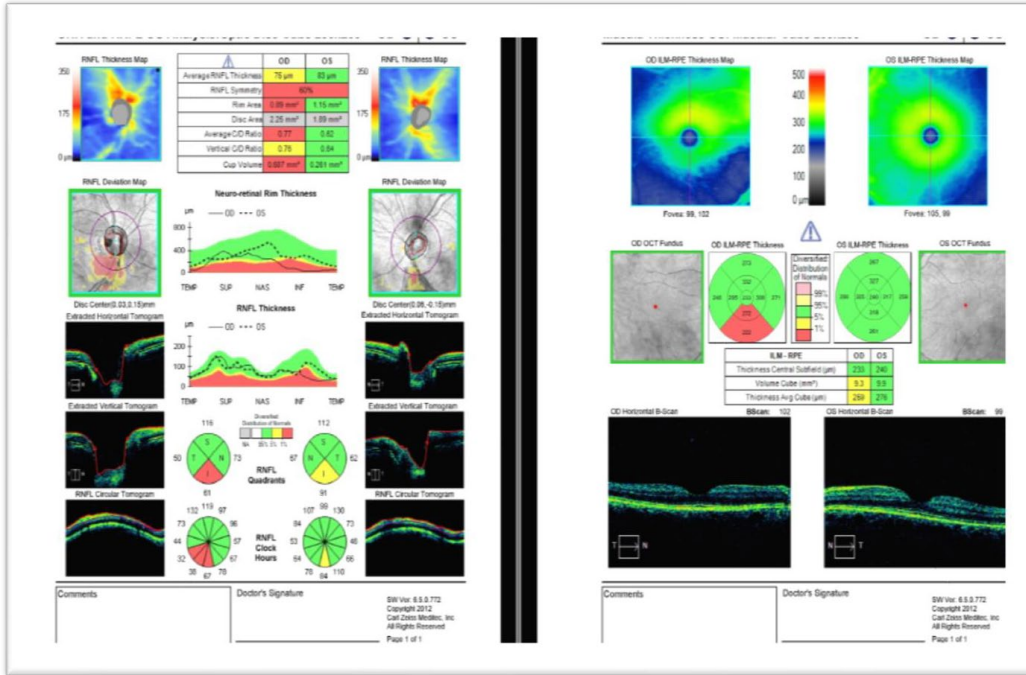 RNFL Thickness Map
RNFL Thickness Map
OD OS
Average RNFL Thickness 75 µm 83 µm
RNFL Symmetry 60%
Rim Area 0.89 mm² 1.15 mm²
Disc Area 2.25 mm² 1.89 mm²
Average C/D Ratio 0.77 0.62
Vertical C/D Ratio 0.76 0.64
Cup Volume 0.261 mm²
350
175
0 µm
350
175
0 µm
RNFL Deviation Map
Neuro-retinal Rim Thickness
RNFL Deviation Map
µm
OD OS
800
400
0
TEMP SUP NAS INF TEMP
Disc Center(0.03,0.15)mm
RNFL Thickness
Extracted Horizontal Tomogram
Extracted Horizontal Tomogram
µm
OD OS
200
100
0
TEMP SUP NAS INF TEMP
Extracted Vertical Tomogram
Extracted Vertical Tomogram
Diversified
Distribution of Normals
NA 95% 5% 1%
116
S
50 T N 73
I
61
112
S
67 N T 62
I
91
RNFL
Quadrants
RNFL Circular Tomogram
RNFL Circular Tomogram
132 119 97
73 96
44 57
32 67
38 67 78
107 99 130
84 73
53 46
64 66
78 84 110
RNFL
Clock
Hours
Comments
Doctor's Signature
SW Ver: 6.5.0.772
Copyright 2012
Carl Zeiss Meditec, Inc
All Rights Reserved
Page 1 of 1
OD ILM-RPE Thickness Map
OS ILM-RPE Thickness Map
500
400
300
200
100
0 µm
Fovea: 99, 102
Fovea: 105, 99
OD OCT Fundus
OD ILM-RPE Thickness
OS ILM-RPE Thickness
OS OCT Fundus
Diversified
Distribution
of Normals
99%
95%
5%
1%
ILM - RPE OD OS
Thickness Central Subfield (µm) 233 240
Volume Cube (mm³) 9.3 9.9
Thickness Avg Cube (µm) 259 276
OD Horizontal B-Scan
BScan: 102
OS Horizontal B-Scan
BScan: 99
T N
N T
Comments
Doctor's Signature
SW Ver: 6.5.0.772
Copyright 2012
Carl Zeiss Meditec, Inc
All Rights Reserved
Page 1 of 1